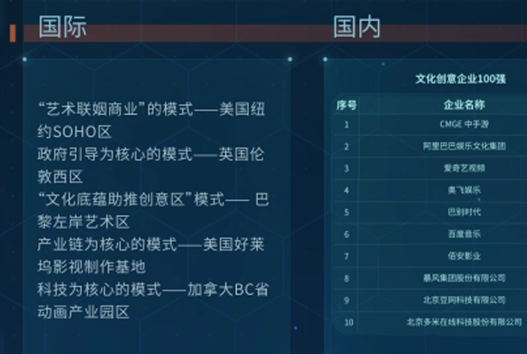 国际
“艺术联姻商业”的模式——美国纽
约SOHO区
政府引导为核心的模式——英国伦
敦西区
“文化底蕴助推创意区”模式—— 巴
黎左岸艺术区
产业链为核心的模式——美国好莱
坞影视制作基地
科技为核心的模式——加拿大BC省
动画产业园区
国内
文化创意企业100强
序号 企业名称
1 CMGE 中手游
2 阿里巴巴娱乐文化集团
3 爱奇艺视频
4 奥飞娱乐
5 巴别时代
6 百度音乐
7 佰安影业
8 暴风集团股份有限公司
9 北京豆网科技有限公司
10 北京多米在线科技股份有限公司